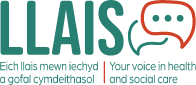 LLAIS
Eich llais mewn iechyd
a gofal cymdeithasol
Your voice in health
and social care